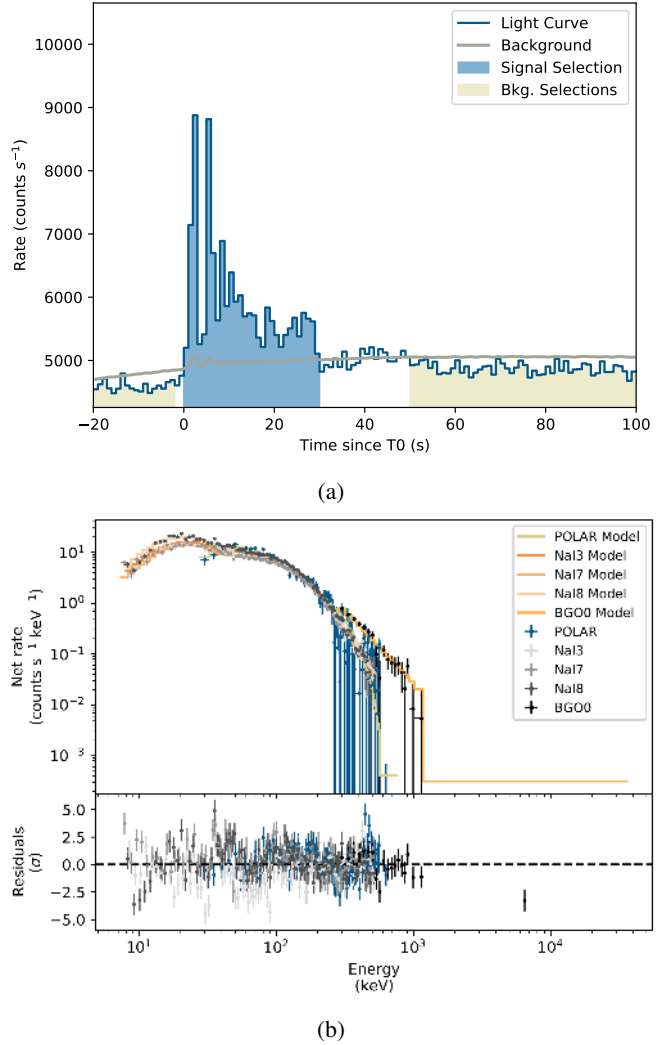 10000
9000
8000
7000
6000
5000
Rate (counts s⁻¹)
Light Curve
Background
Signal Selection
Bkg. Selections
−20 0 20 40 60 80 100
Time since T0 (s)
(a)
10¹
10⁰
10⁻¹
10⁻²
10⁻³
Net rate
(counts s⁻¹ keV⁻¹)
POLAR Model
NaI3 Model
NaI7 Model
NaI8 Model
BGO0 Model
POLAR
NaI3
NaI7
NaI8
BGO0
5.0
2.5
0.0
−2.5
−5.0
Residuals
(σ)
10¹ 10² 10³ 10⁴
Energy
(keV)
(b)